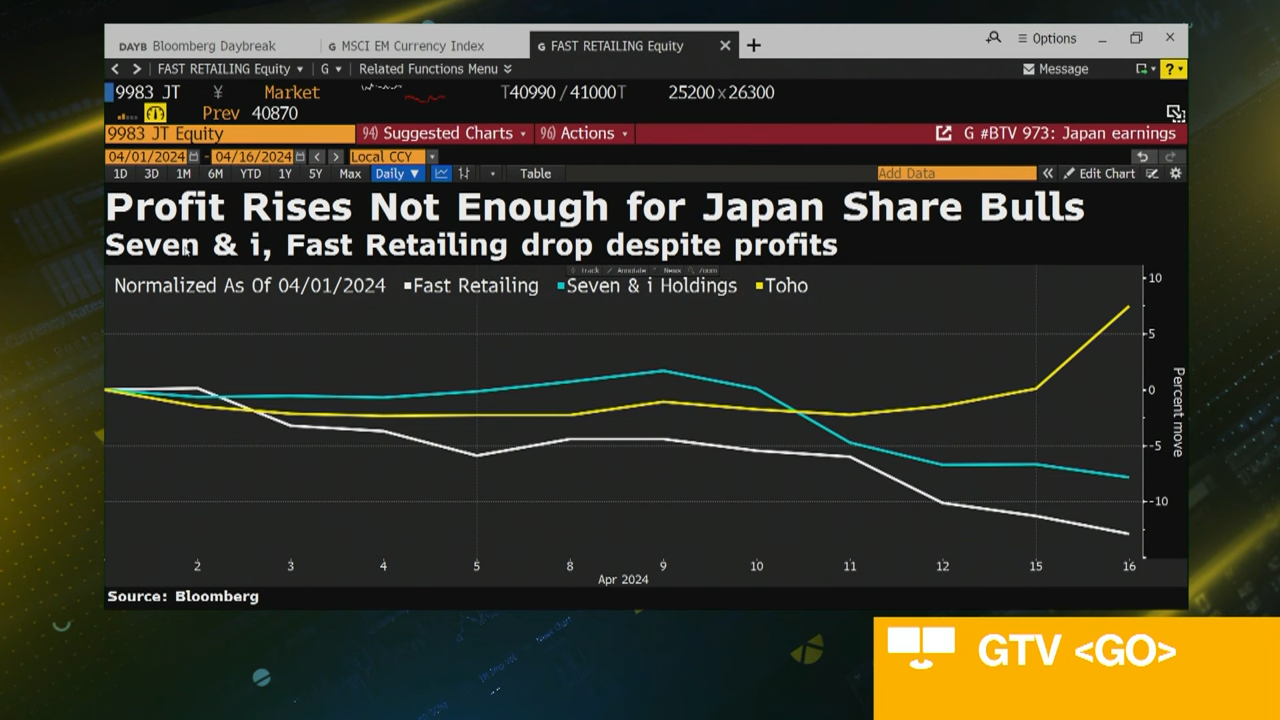 DAYB Bloomberg Daybreak G MSCI EM Currency Index G FAST RETAILING Equity × + Options
FAST RETAILING Equity G Related Functions Menu Message ?
9983 JT ¥ Market T40990 / 41000T 25200 x 26300
Prev 40870
9983 JT Equity 94) Suggested Charts 96) Actions G #BTV 973: Japan earnings
04/01/2024 - 04/16/2024 Local CCY
1D 3D 1M 6M YTD 1Y 5Y Max Daily ▼ Table Add Data « Edit Chart
Profit Rises Not Enough for Japan Share Bulls
Seven & i, Fast Retailing drop despite profits
Track Annotate News Zoom
Normalized As Of 04/01/2024 Fast Retailing Seven & i Holdings Toho
10
5
0
-5
-10
Percent move
2 3 4 5 8 9 10 11 12 15 16
Apr 2024
Source: Bloomberg
GTV <GO>